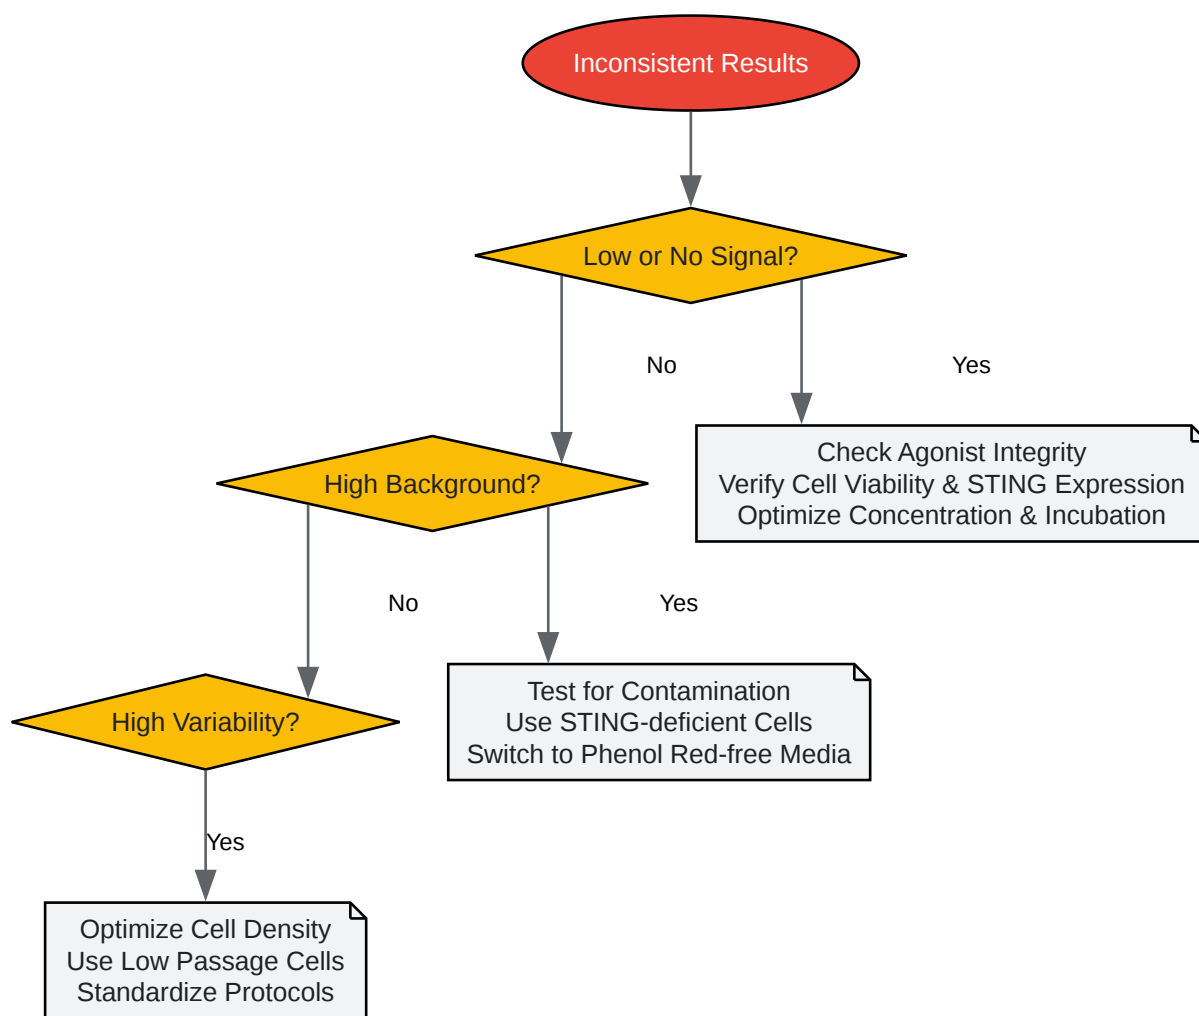 Inconsistent Results
Low or No Signal?
No
Yes
Check Agonist Integrity
Verify Cell Viability & STING Expression
Optimize Concentration & Incubation
High Background?
No
Yes
Test for Contamination
Use STING-deficient Cells
Switch to Phenol Red-free Media
High Variability?
Yes
Optimize Cell Density
Use Low Passage Cells
Standardize Protocols